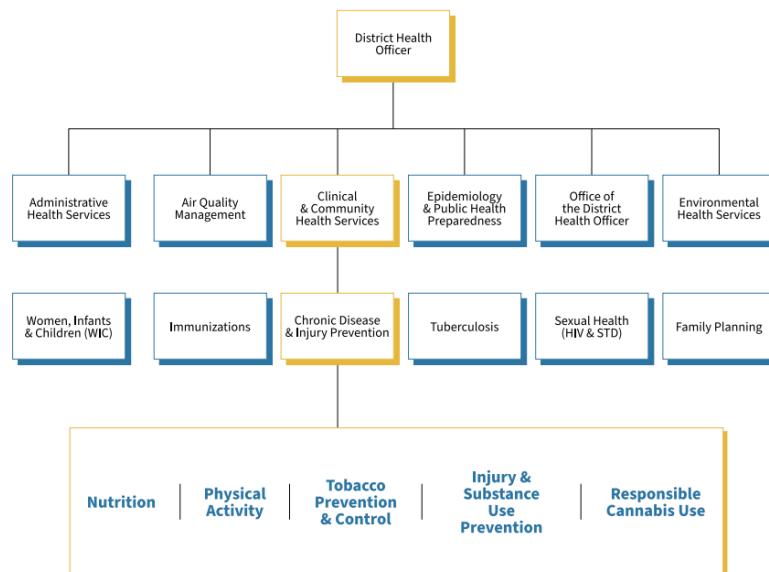 District Health
Officer
Administrative
Health Services
Air Quality
Management
Clinical
& Community
Health Services
Epidemiology
& Public Health
Preparedness
Office of
the District
Health Officer
Environmental
Health Services
Women, Infants
& Children (WIC)
Immunizations
Chronic Disease
& Injury Prevention
Tuberculosis
Sexual Health
(HIV & STD)
Family Planning
Nutrition
Physical
Activity
Tobacco
Prevention
& Control
Injury &
Substance
Use
Prevention
Responsible
Cannabis Use